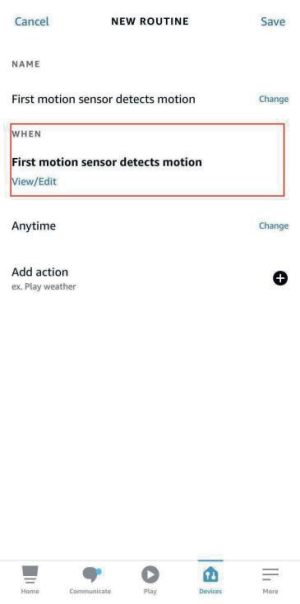 Cancel NEW ROUTINE Save
NAME
First motion sensor detects motion Change
WHEN
First motion sensor detects motion
View/Edit
Anytime Change
Add action
ex. Play weather
Home Communicate Play Devices More